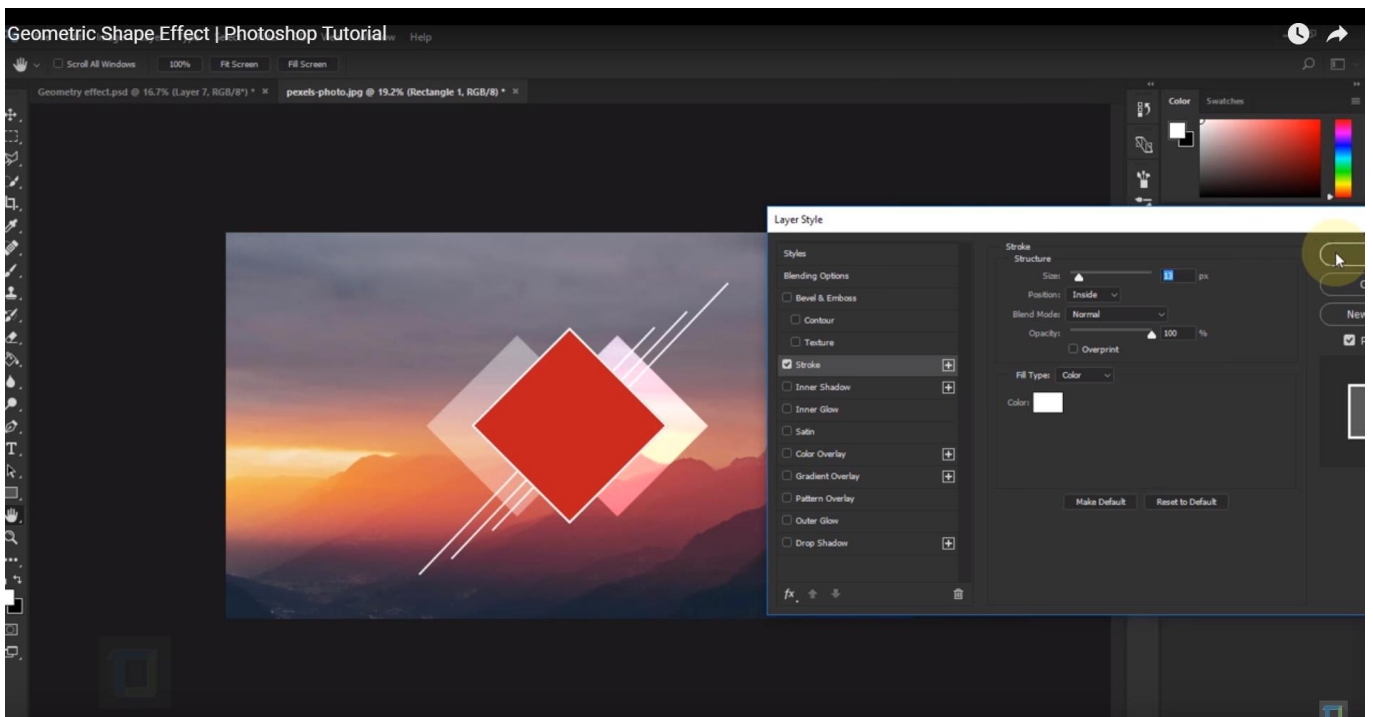 Geometric Shape Effect | Photoshop Tutorial
Help
Scroll All Windows 100% Fit Screen Fill Screen
Geometry effect.psd @ 16.7% (Layer 7, RGB/8*) * × pexels-photo.jpg @ 19.2% (Rectangle 1, RGB/8) * ×
Color Swatches
Layer Style
Styles
Blending Options
Bevel & Emboss
Contour
Texture
Stroke
Inner Shadow
Inner Glow
Satin
Color Overlay
Gradient Overlay
Pattern Overlay
Outer Glow
Drop Shadow
fx
Stroke
Structure
Size: 13 px
Position: Inside
Blend Mode: Normal
Opacity: 100 %
Overprint
Fill Type: Color
Color:
Make Default Reset to Default
New